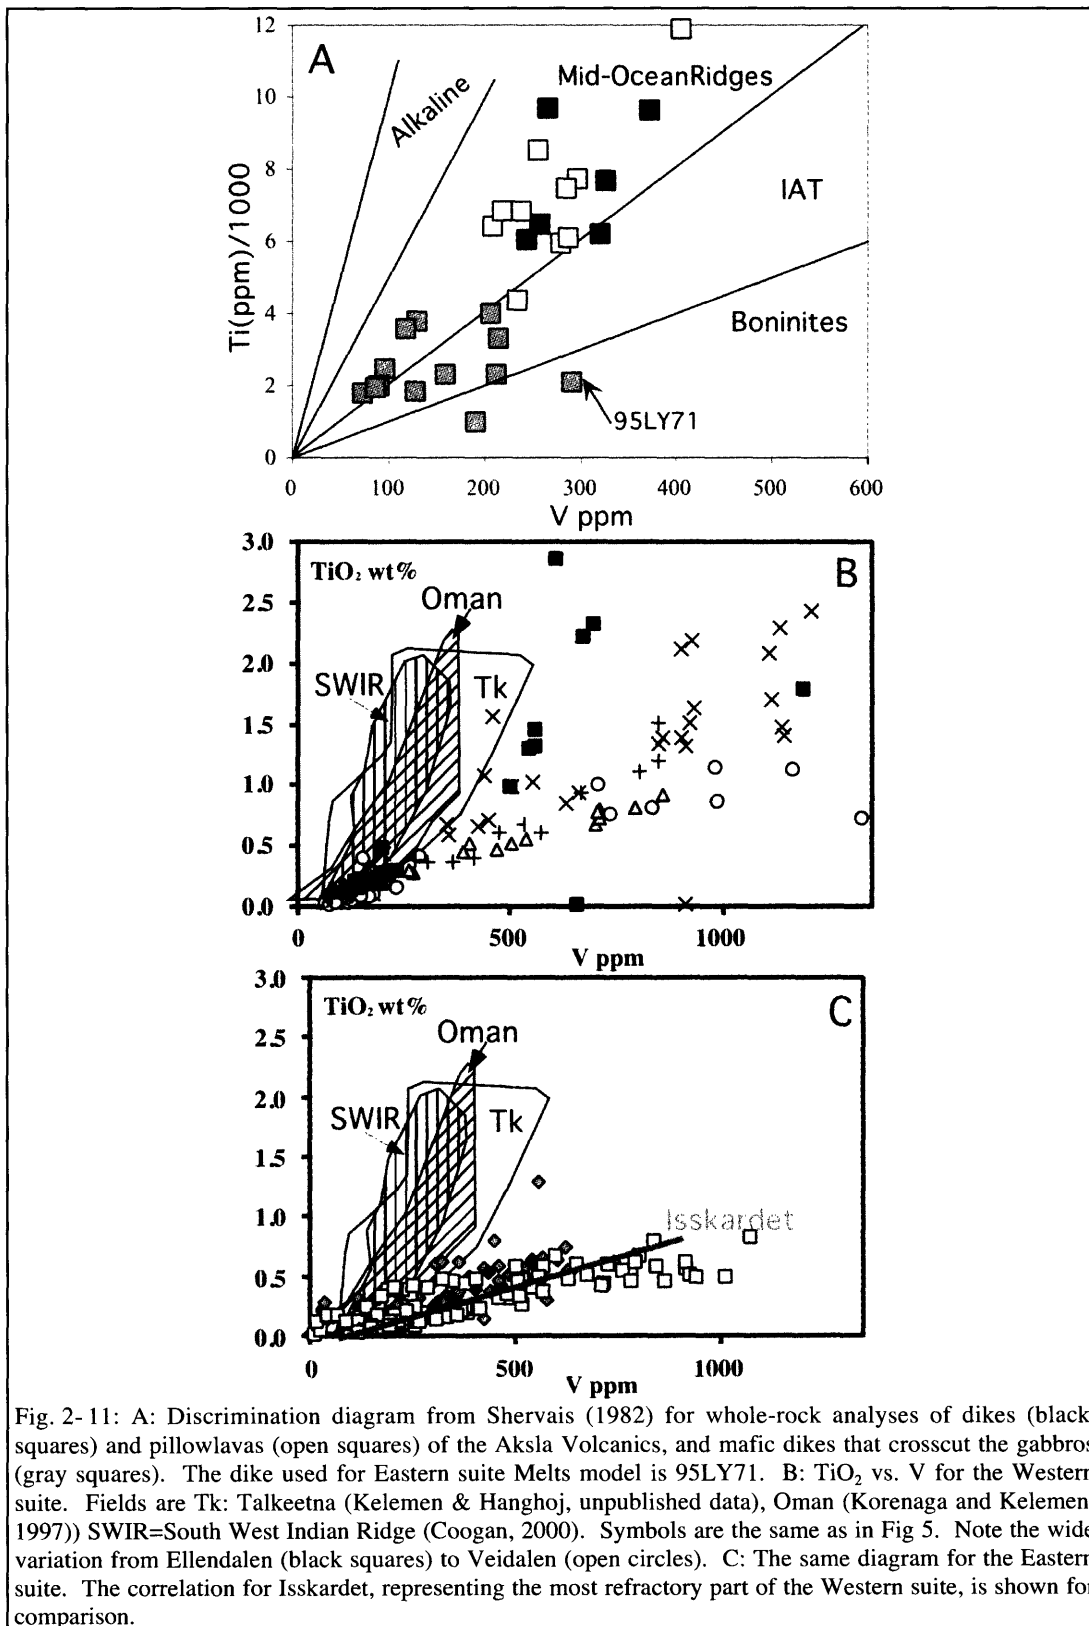 12
A
Mid-OceanRidges
Alkaline
10
8
IAT
6
4
Boninites
2
95LY71
0
Ti(ppm)/1000
0 100 200 300 400 500 600
V ppm
3.0
TiO₂ wt%
B
Oman
2.5
2.0
SWIR
Tk
1.5
1.0
0.5
0.0
0 500 1000
V ppm
3.0
TiO₂ wt%
C
Oman
2.5
2.0
SWIR
Tk
1.5
1.0
Isskardet
0.5
0.0
0 500 1000
V ppm
Fig. 2-11: A: Discrimination diagram from Shervais (1982) for whole-rock analyses of dikes (black
squares) and pillowlavas (open squares) of the Aksla Volcanics, and mafic dikes that crosscut the gabbros
(gray squares). The dike used for Eastern suite Melts model is 95LY71. B: TiO₂ vs. V for the Western
suite. Fields are Tk: Talkeetna (Kelemen & Hanghoj, unpublished data), Oman (Korenaga and Kelemen
1997)) SWIR=South West Indian Ridge (Coogan, 2000). Symbols are the same as in Fig 5. Note the wide
variation from Ellendalen (black squares) to Veidalen (open circles). C: The same diagram for the Eastern
suite. The correlation for Isskardet, representing the most refractory part of the Western suite, is shown for
comparison.